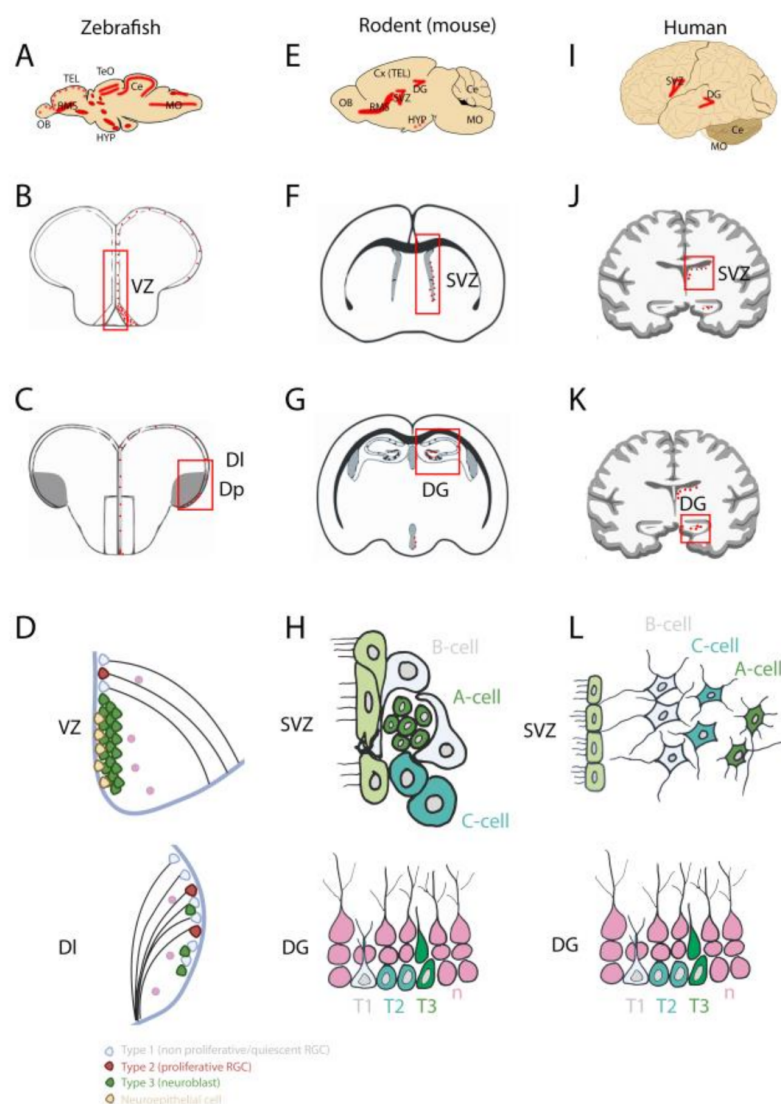 Zebrafish
Rodent (mouse)
Human
A
TEL
TeO
Ce
RMS
MO
OB
HYP
E
Cx (TEL)
DG
Ce
SVZ
OB
RMS
HYP
MO
I
SVZ
DG
Ce
MO
B
VZ
F
SVZ
J
SVZ
C
Dl
Dp
G
DG
K
DG
D
VZ
H
B-cell
A-cell
SVZ
C-cell
L
B-cell
C-cell
A-cell
SVZ
Dl
DG
T1 T2 T3 n
DG
T1 T2 T3 n
Type 1 (non proliferative/quiescent RGC)
Type 2 (proliferative RGC)
Type 3 (neuroblast)
Neuroepithelial cell